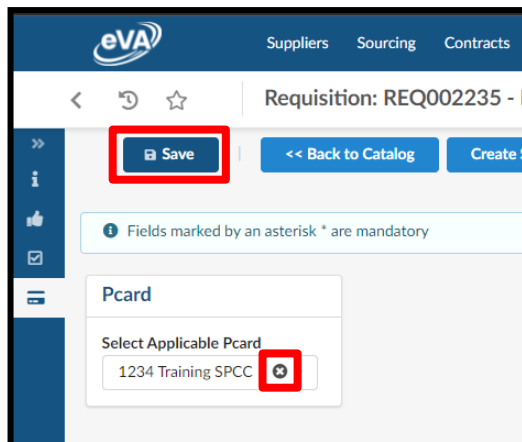 eVA
Suppliers Sourcing Contracts
Requisition: REQ002235 -
Save
<< Back to Catalog
Create
Fields marked by an asterisk * are mandatory
Pcard
Select Applicable Pcard
1234 Training SPCC